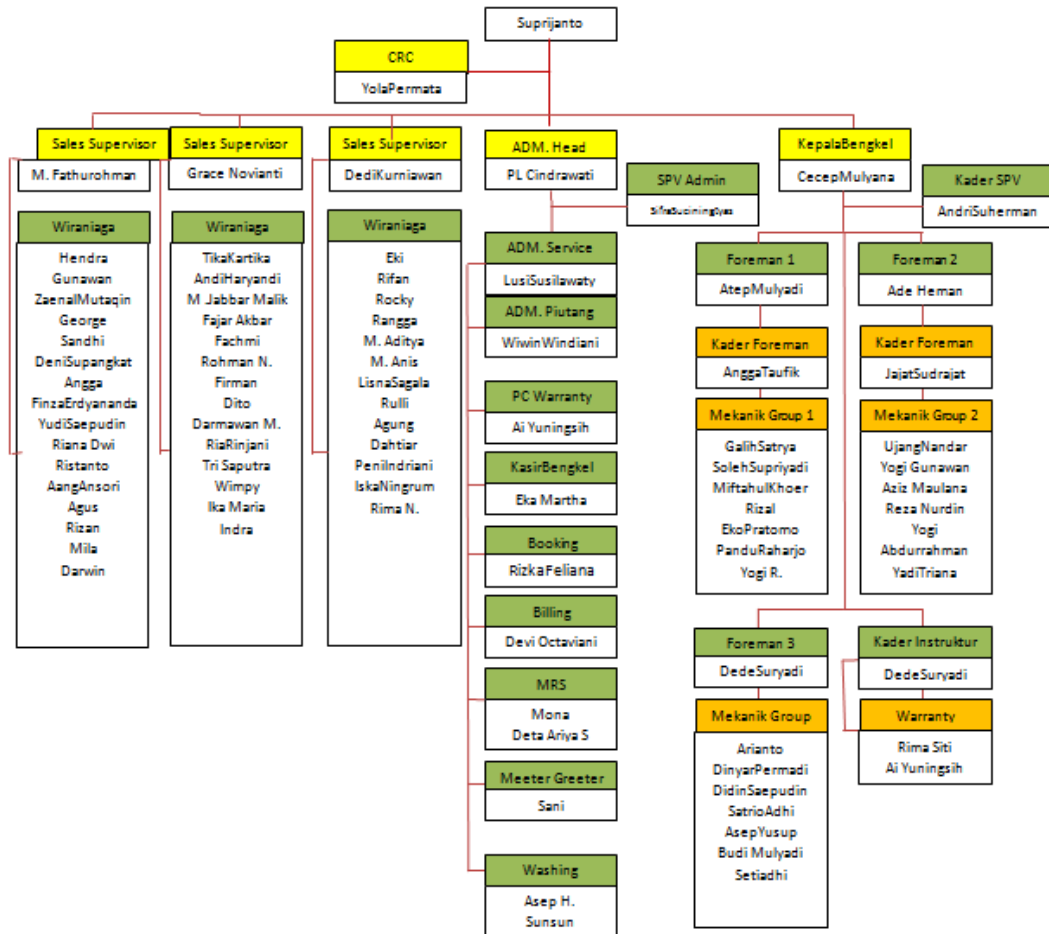 Suprijanto
CRC
YolaPermata
Sales Supervisor
M. Fathurohman
Wiraniaga
Hendra
Gunawan
ZaenalMutaqin
George
Sandhi
DeniSupangkat
Angga
FinzaErdyananda
YudiSaepudin
Riana Dwi
Ristanto
AangAnsori
Agus
Rizan
Mila
Darwin
Sales Supervisor
Grace Novianti
Wiraniaga
TikaKartika
AndiHaryandi
M Jabbar Malik
Fajar Akbar
Fachmi
Rohman N.
Firman
Dito
Darmawan M.
RiaRinjani
Tri Saputra
Wimpy
Ika Maria
Indra
Sales Supervisor
DediKurniawan
Wiraniaga
Eki
Rifan
Rocky
Rangga
M. Aditya
M. Anis
LisnaSagala
Rulli
Agung
Dahtiar
PeniIndriani
IskaNingrum
Rima N.
ADM. Head
PL Cindrawati
SPV Admin
ADM. Service
LusiSusilawaty
ADM. Piutang
WiwinWindiani
PC Warranty
Ai Yuningsih
KasirBengkel
Eka Martha
Booking
RizkaFeliana
Billing
Devi Octaviani
MRS
Mona
Deta Ariya S
Meeter Greeter
Sani
Washing
Asep H.
Sunsun
KepalaBengkel
CecepMulyana
Kader SPV
AndriSuherman
Foreman 1
AtepMulyadi
Kader Foreman
AnggaTaufik
Mekanik Group 1
GalihSatrya
SolehSupriyadi
MiftahulKhoer
Rizal
EkoPratomo
PanduRaharjo
Yogi R.
Foreman 2
Ade Heman
Kader Foreman
JajatSudrajat
Mekanik Group 2
UjangNandar
Yogi Gunawan
Aziz Maulana
Reza Nurdin
Yogi
Abdurrahman
YadiTriana
Foreman 3
DedeSuryadi
Mekanik Group
Arianto
DinyarPermadi
DidinSaepudin
SatrioAdhi
AsepYusup
Budi Mulyadi
Setiadhi
Kader Instruktur
DedeSuryadi
Warranty
Rima Siti
Ai Yuningsih